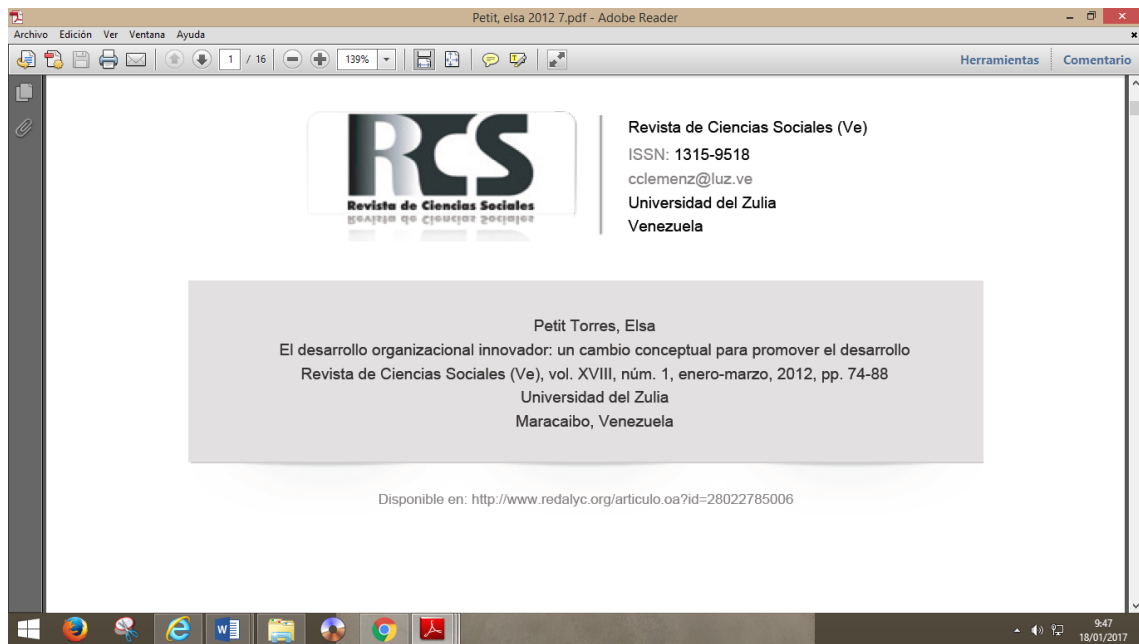 Petit, elsa 2012 7.pdf - Adobe Reader
Archivo Edición Ver Ventana Ayuda
1 / 16 139% Herramientas Comentario
RCS
Revista de Ciencias Sociales
Revista de Ciencias Sociales
Revista de Ciencias Sociales (Ve)
ISSN: 1315-9518
cclemenz@luz.ve
Universidad del Zulia
Venezuela
Petit Torres, Elsa
El desarrollo organizacional innovador: un cambio conceptual para promover el desarrollo
Revista de Ciencias Sociales (Ve), vol. XVIII, núm. 1, enero-marzo, 2012, pp. 74-88
Universidad del Zulia
Maracaibo, Venezuela
Disponible en: http://www.redalyc.org/articulo.oa?id=28022785006
9:47
18/01/2017